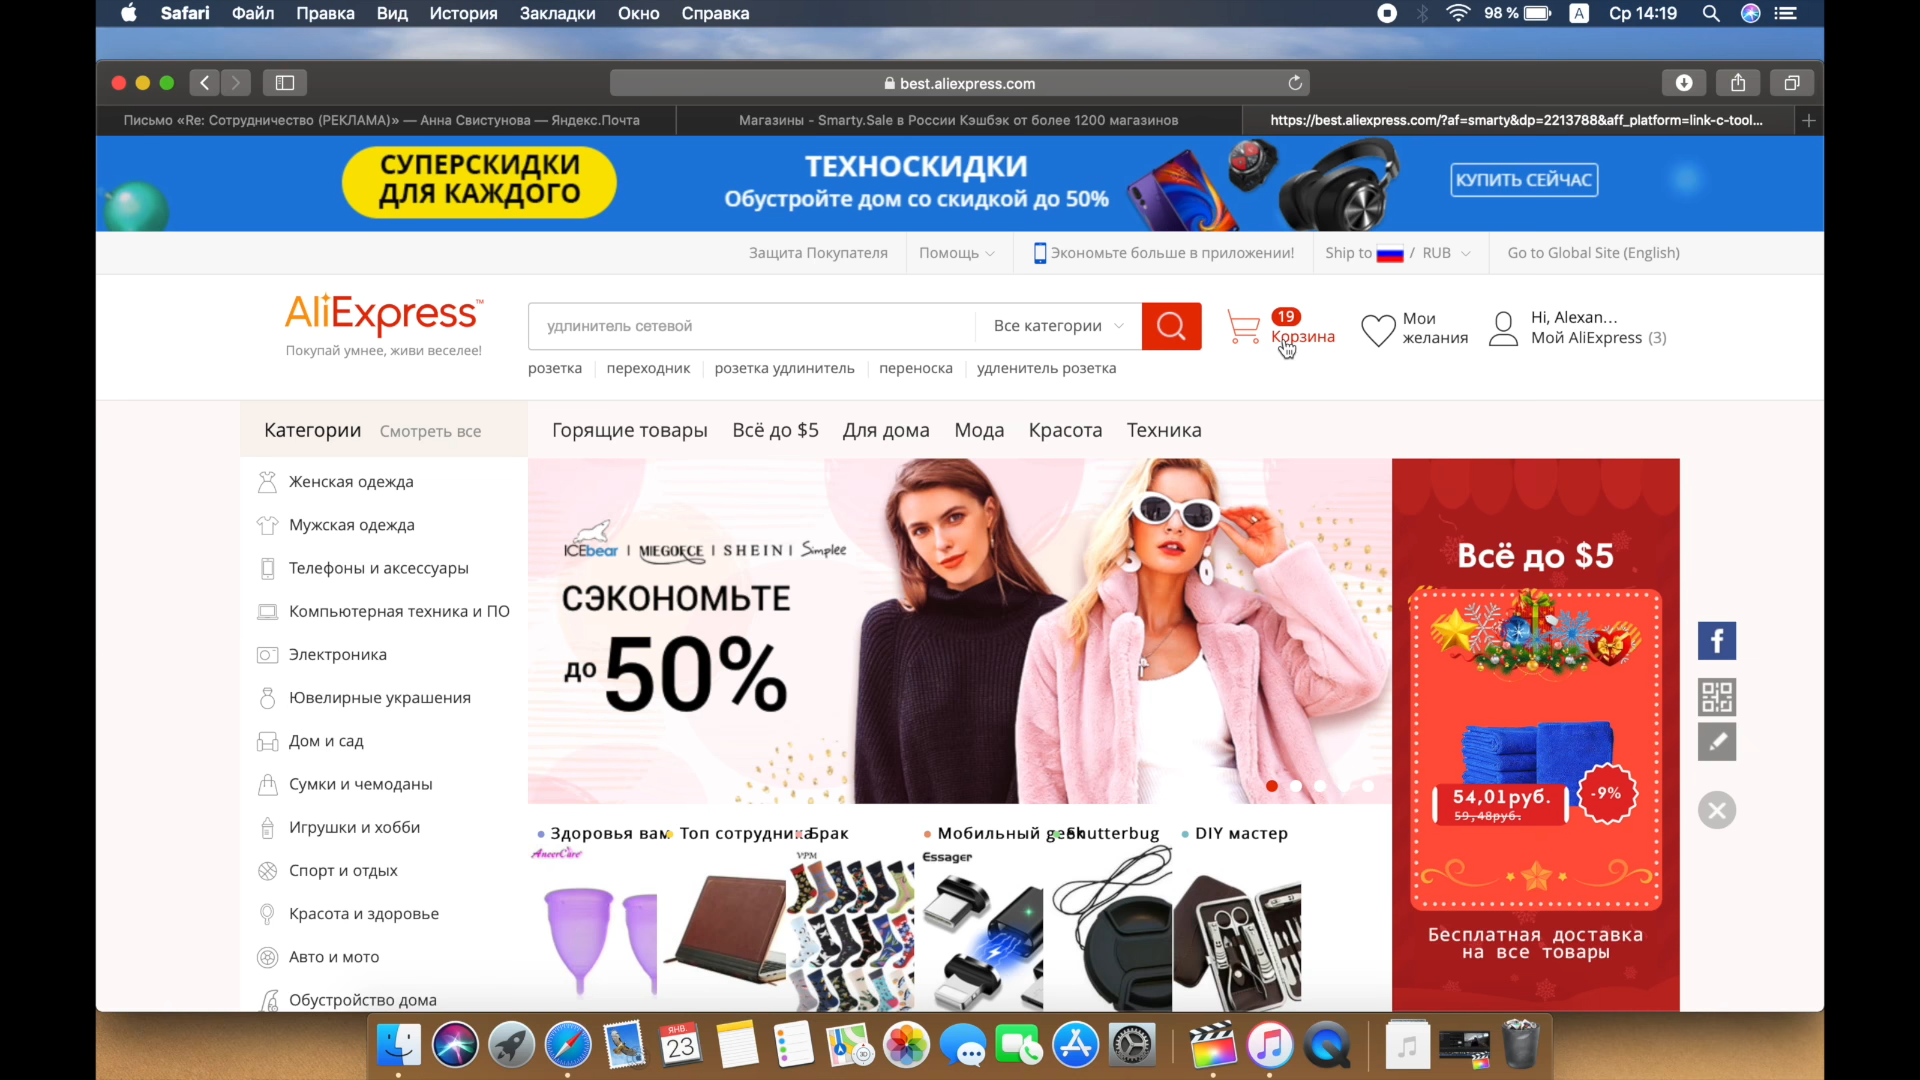 Safari Файл Правка Вид История Закладки Окно Справка 98 % A Ср 14:19
best.aliexpress.com
Письмо «Re: Сотрудничество (РЕКЛАМА)» — Анна Свистунова — Яндекс.Почта
Магазины - Smarty.Sale в России Кэшбэк от более 1200 магазинов
https://best.aliexpress.com/?af=smarty&dp=2213788&aff_platform=link-c-tool...
СУПЕРСКИДКИ
ДЛЯ КАЖДОГО
ТЕХНОСКИДКИ
Обустройте дом со скидкой до 50%
КУПИТЬ СЕЙЧАС
Защита Покупателя Помощь Экономьте больше в приложении! Ship to / RUB Go to Global Site (English)
AliExpress™
Покупай умнее, живи веселее!
удлинитель сетевой Все категории
19
Корзина
Мои
желания
Hi, Alexan...
Мой AliExpress (3)
розетка переходник розетка удлинитель переноска удленитель розетка
Категории Смотреть все
Горящие товары Всё до $5 Для дома Мода Красота Техника
Женская одежда
Мужская одежда
Телефоны и аксессуары
Компьютерная техника и ПО
Электроника
Ювелирные украшения
Дом и сад
Сумки и чемоданы
Игрушки и хобби
Спорт и отдых
Красота и здоровье
Авто и мото
Обустройство дома
ICEbear | MIEGOFCE | SHEIN | Simplee
СЭКОНОМЬТЕ
до 50%
Всё до $5
54,01руб.
59,48руб.
-9%
Бесплатная доставка
на все товары
Здоровья вам Топ сотрудника Брак Мобильный geek Shutterbug DIY мастер
AneerCare
VPM
Essager
ЯНВ.
23